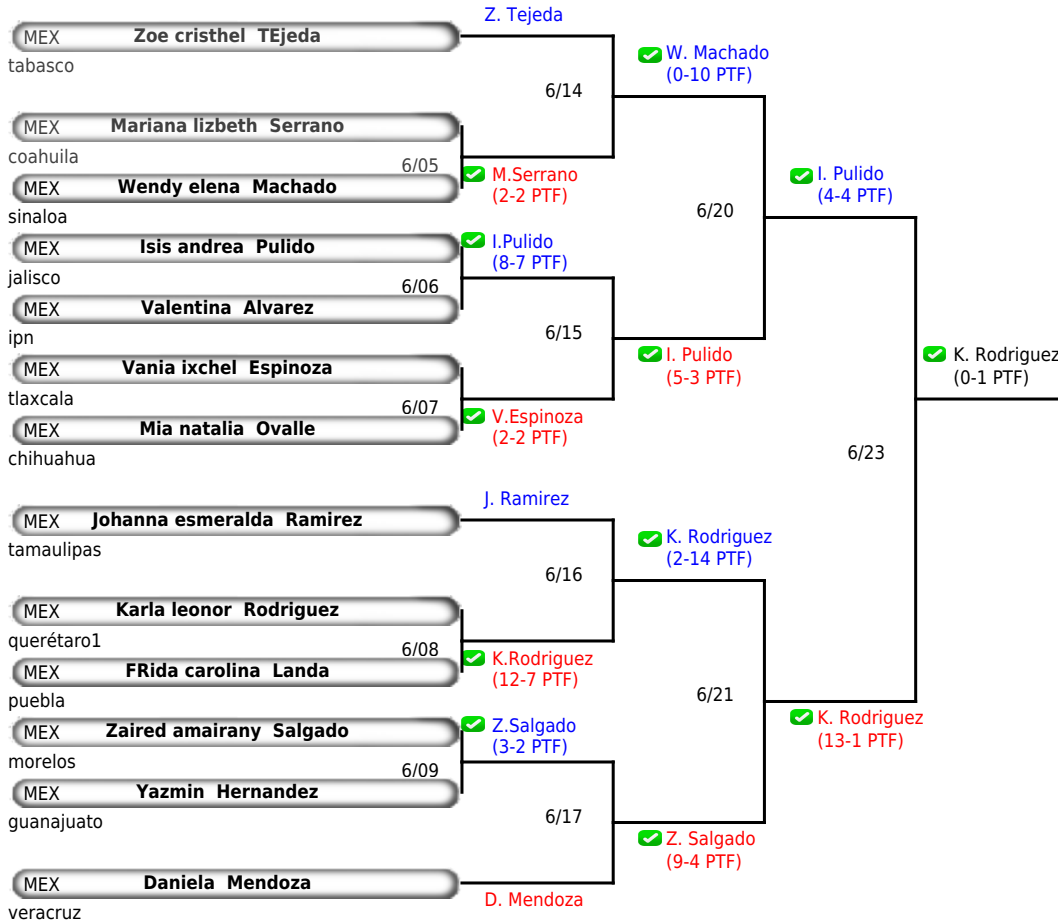 Z. Tejeda
MEX Zoe cristhel TEjeda
tabasco
W. Machado
(0-10 PTF)
6/14
MEX Mariana lizbeth Serrano
coahuila
6/05
M.Serrano
(2-2 PTF)
MEX Wendy elena Machado
sinaloa
I. Pulido
(4-4 PTF)
6/20
MEX Isis andrea Pulido
jalisco
I.Pulido
(8-7 PTF)
6/06
MEX Valentina Alvarez
ipn
6/15
I. Pulido
(5-3 PTF)
MEX Vania ixchel Espinoza
tlaxcala
6/07
V.Espinoza
(2-2 PTF)
MEX Mia natalia Ovalle
chihuahua
K. Rodriguez
(0-1 PTF)
6/23
J. Ramirez
MEX Johanna esmeralda Ramirez
tamaulipas
K. Rodriguez
(2-14 PTF)
6/16
MEX Karla leonor Rodriguez
querétaro1
6/08
K.Rodriguez
(12-7 PTF)
MEX FRida carolina Landa
puebla
6/21
K. Rodriguez
(13-1 PTF)
MEX Zaired amairany Salgado
morelos
Z.Salgado
(3-2 PTF)
6/09
MEX Yazmin Hernandez
guanajuato
6/17
Z. Salgado
(9-4 PTF)
MEX Daniela Mendoza
veracruz
D. Mendoza